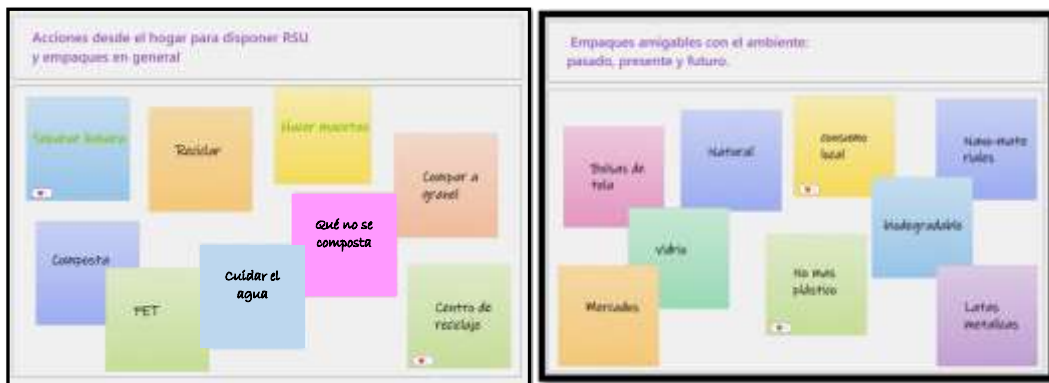 Acciones desde el hogar para disponer RSU
y empaques en general
Separar basura
Reciclar
Hacer muertos
Comprar a
granel
Composta
PET
Cuidar el
agua
Qué no se
composta
Centro de
reciclaje
Empaques amigables con el ambiente:
pasado, presente y futuro.
Bolsas de
tela
Natural
consumo
local
Nano-mate
riales
vidrio
biodegradable
Mercados
No mas
plástico
Latas
metalicas